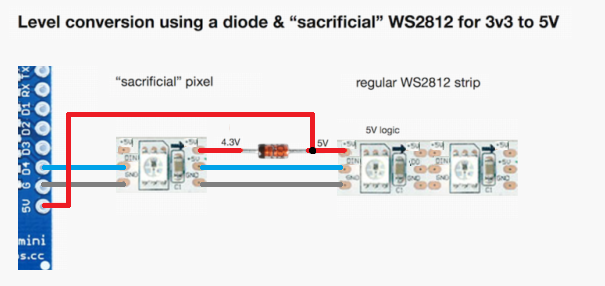 Level conversion using a diode & “sacrificial” WS2812 for 3v3 to 5V
“sacrificial” pixel
regular WS2812 strip
TX
RX
D1
D2
D3
D4
G
5V
mini
s.cc
4.3V
5V
5V logic
+5V
DIN
GND
C1
+5V
+5V
GND
+5V
DIN
GND
C1
+5V
DO
GND
+5V
DIN
GND
C1
+5V
GND